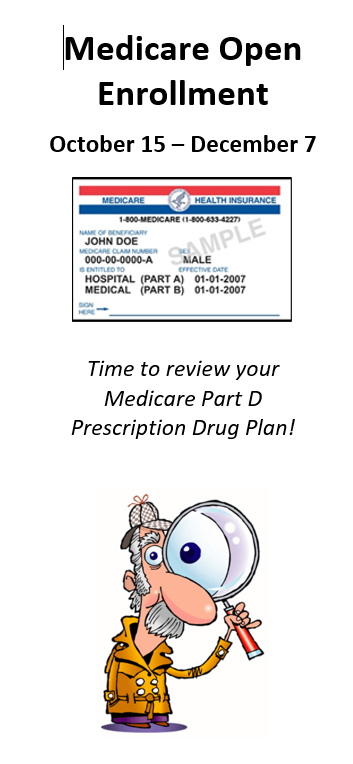 Medicare Open
Enrollment
October 15 – December 7
MEDICARE HEALTH INSURANCE
1-800-MEDICARE (1-800-633-4227)
NAME OF BENEFICIARY
JOHN DOE
MEDICARE CLAIM NUMBER SEX
000-00-0000-A MALE
IS ENTITLED TO EFFECTIVE DATE
HOSPITAL (PART A) 01-01-2007
MEDICAL (PART B) 01-01-2007
SIGN
HERE
SAMPLE
Time to review your
Medicare Part D
Prescription Drug Plan!